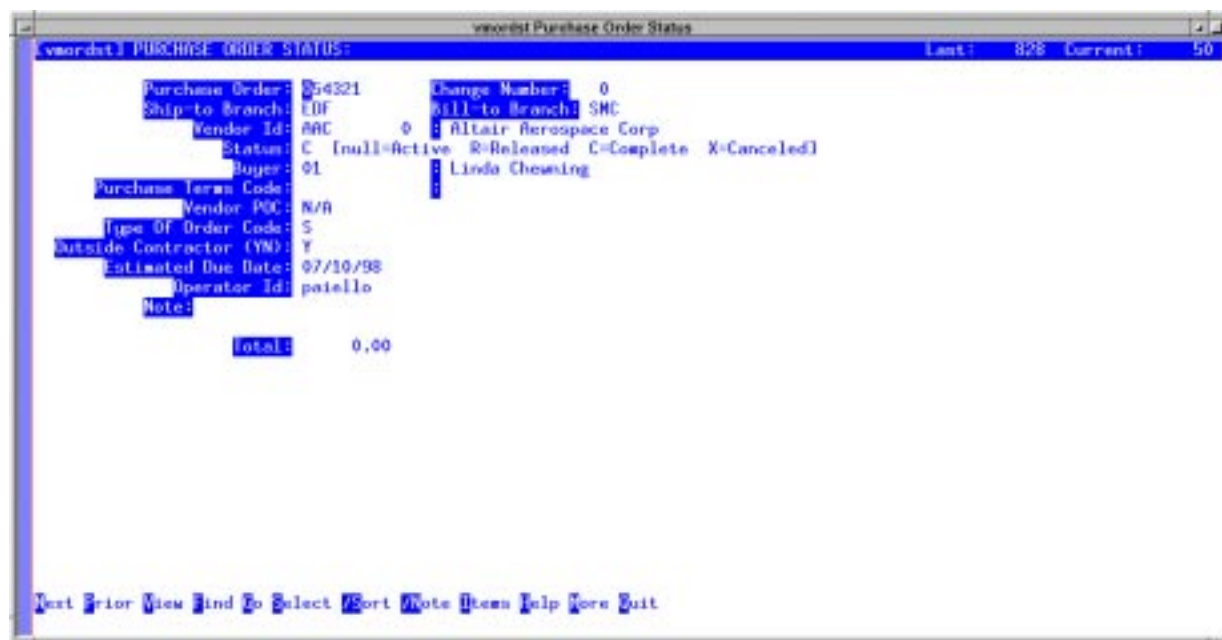 vmordst Purchase Order Status
[vmordst] PURCHASE ORDER STATUS: Last: 828 Current: 50
Purchase Order: 054321 Change Number: 0
Ship-to Branch: EDF Bill-to Branch: SMC
Vendor Id: AAC 0 : Altair Aerospace Corp
Status: C [null=Active R=Released C=Complete X=Canceled]
Buyer: 01 : Linda Chewning
Purchase Terms Code: :
Vendor POC: N/A
Type Of Order Code: S
Outside Contractor (YN): Y
Estimated Due Date: 07/10/98
Operator Id: paiello
Note:
Total: 0.00
Next Prior View Find Go Select /Sort /Note Items Help More Quit